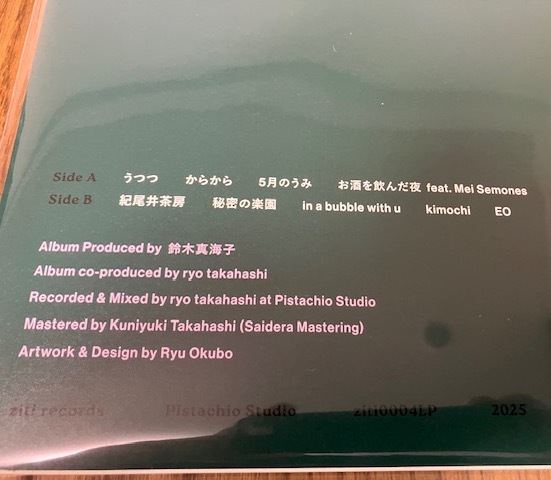 Side A うつつ からから 5月のうみ お酒を飲んだ夜 feat. Mei Semones
Side B 紀尾井茶房 秘密の楽園 in a bubble with u kimochi EO
Album Produced by 鈴木真海子
Album co-produced by ryo takahashi
Recorded & Mixed by ryo takahashi at Pistachio Studio
Mastered by Kuniyuki Takahashi (Saidera Mastering)
Artwork & Design by Ryu Okubo
ziti records Pistachio Studio ziti0004LP 2025